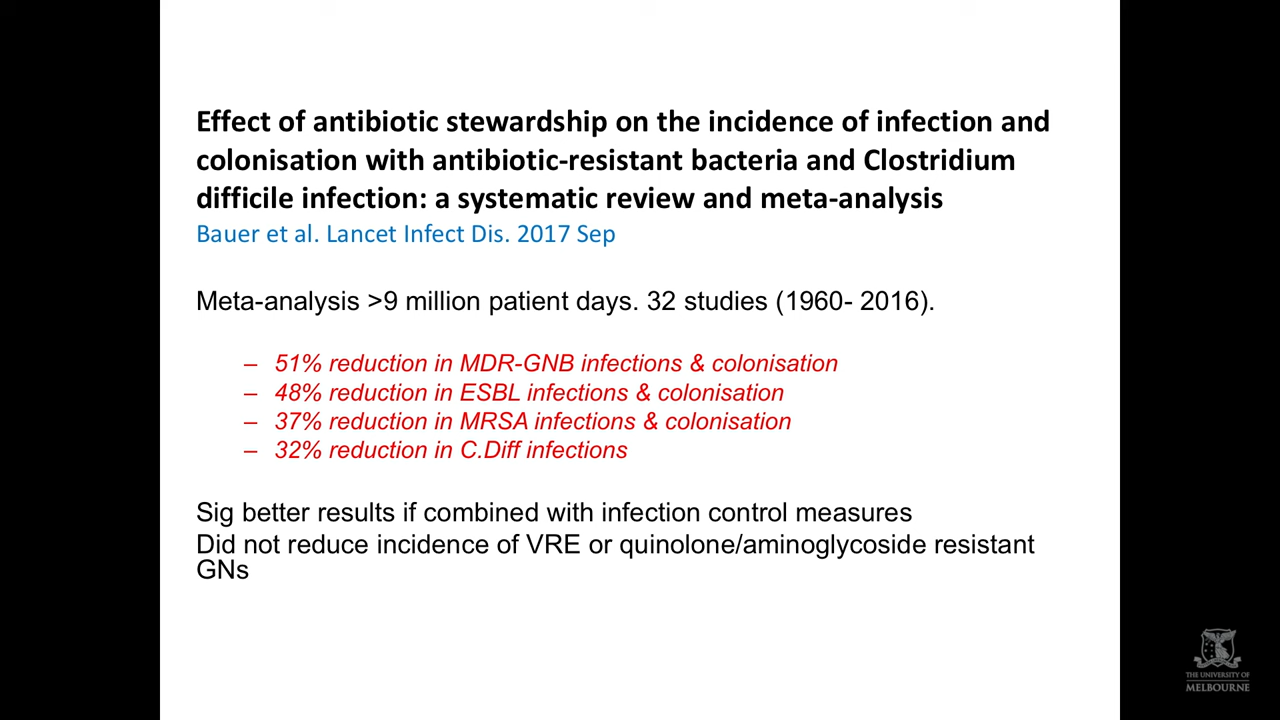 Effect of antibiotic stewardship on the incidence of infection and
colonisation with antibiotic-resistant bacteria and Clostridium
difficile infection: a systematic review and meta-analysis
Bauer et al. Lancet Infect Dis. 2017 Sep
Meta-analysis >9 million patient days. 32 studies (1960- 2016).
– 51% reduction in MDR-GNB infections & colonisation
– 48% reduction in ESBL infections & colonisation
– 37% reduction in MRSA infections & colonisation
– 32% reduction in C.Diff infections
Sig better results if combined with infection control measures
Did not reduce incidence of VRE or quinolone/aminoglycoside resistant
GNs
THE UNIVERSITY OF
MELBOURNE